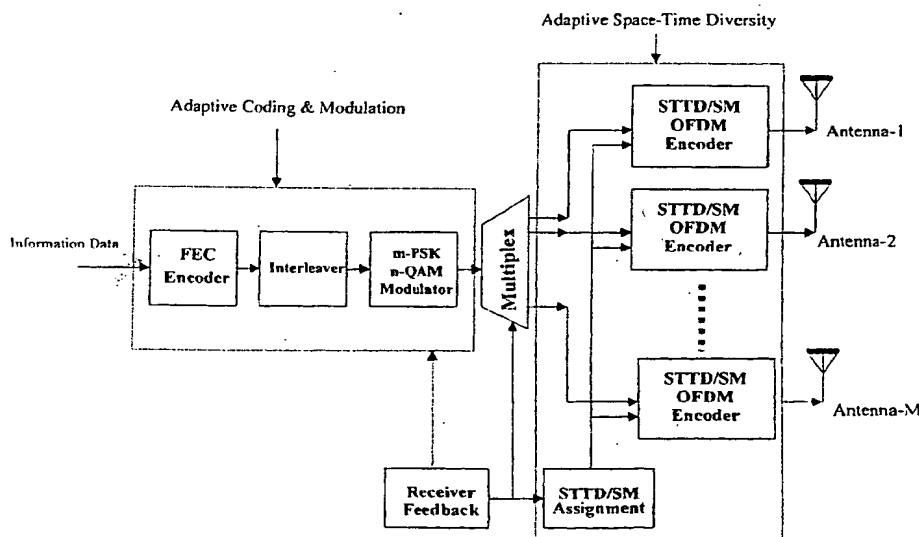 Adaptive Space-Time Diversity
Adaptive Coding & Modulation
STTD/SM
OFDM
Encoder
Antenna-1
Information Data
FEC
Encoder
Interleaver
m-PSK
n-QAM
Modulator
Multiplex
STTD/SM
OFDM
Encoder
Antenna-2
STTD/SM
OFDM
Encoder
Antenna-M
Receiver
Feedback
STTD/SM
Assignment